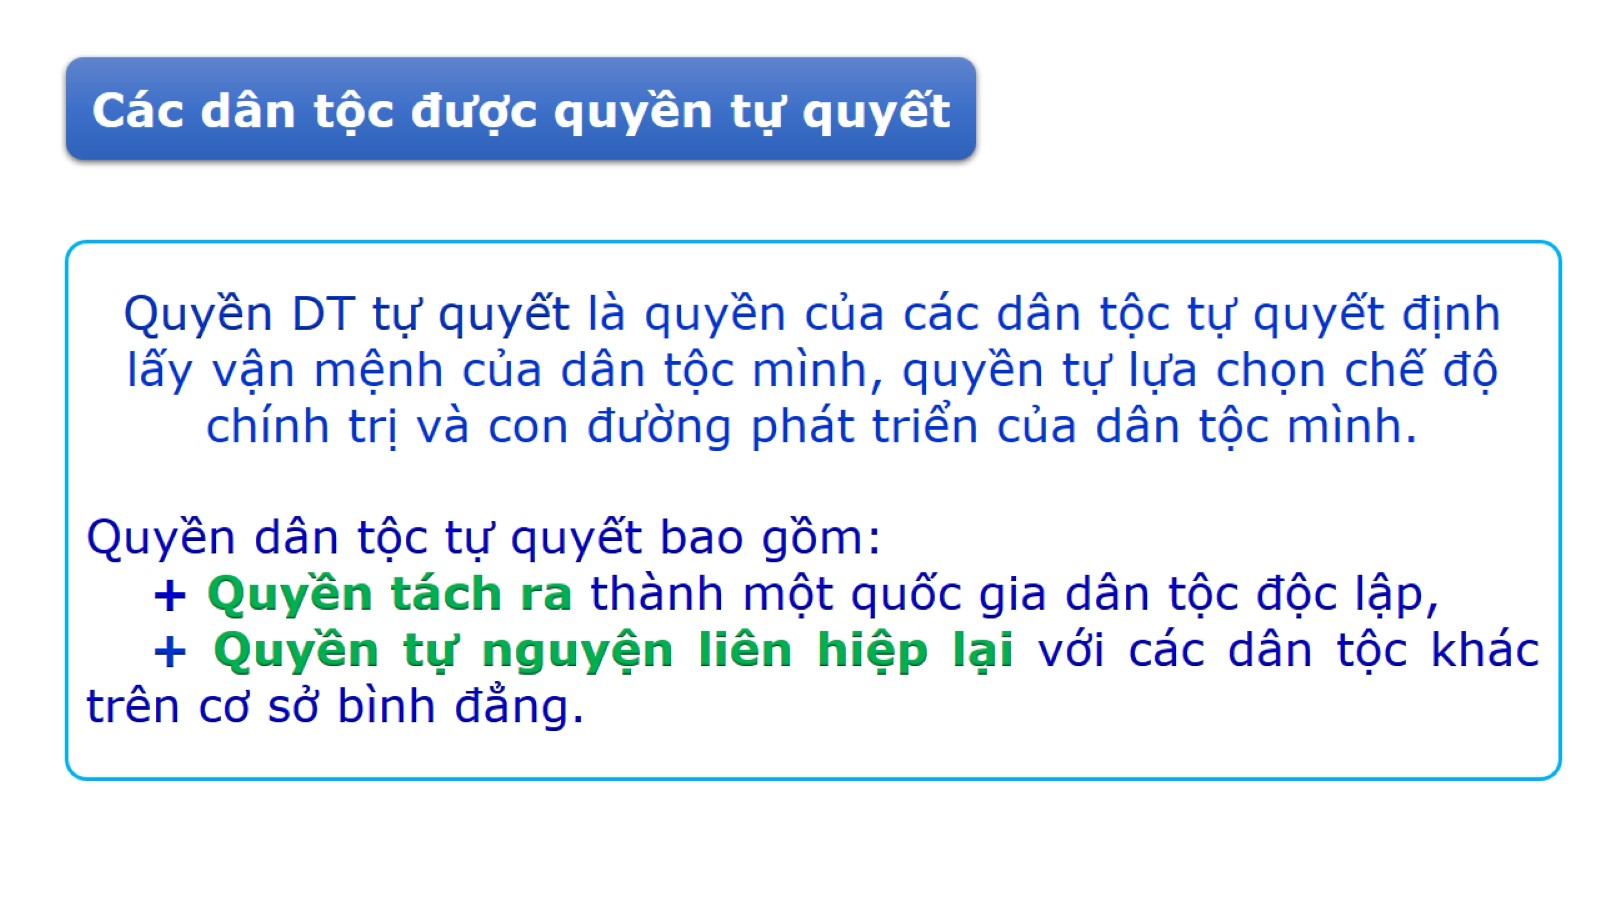 Các dân tộc được quyền tự quyết
Quyền DT tự quyết là quyền của các dân tộc tự quyết định
lấy vận mệnh của dân tộc mình, quyền tự lựa chọn chế độ
chính trị và con đường phát triển của dân tộc mình.
Quyền dân tộc tự quyết bao gồm:
+ Quyền tách ra thành một quốc gia dân tộc độc lập,
+ Quyền tự nguyện liên hiệp lại với các dân tộc khác
trên cơ sở bình đẳng.